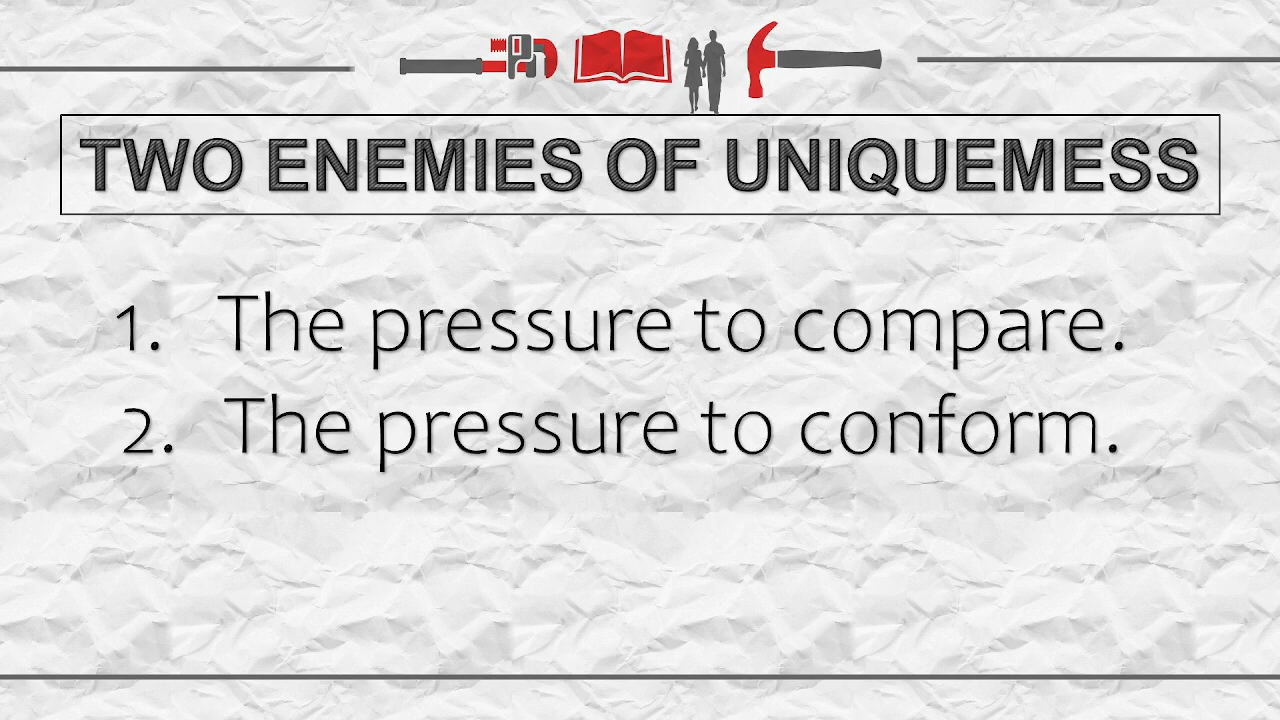 TWO ENEMIES OF UNIQUEMESS
1. The pressure to compare.
2. The pressure to conform.